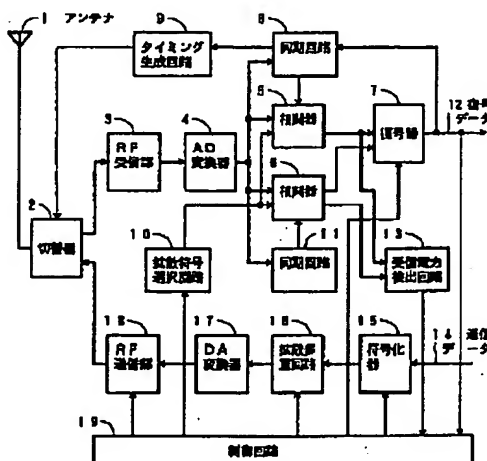 1 アンテナ
9
タイミング
生成回路
8
同期回路
3
RF
受信部
4
AD
変換器
5
相関器
7
復号器
12 復号
データ
2
切替器
6
相関器
10
拡散符号
選択回路
11
同期回路
13
受信電力
検出回路
18
RF
送信部
17
DA
変換器
16
拡散多
重回路
15
符号化
器
14 送信
データ
19
制御回路